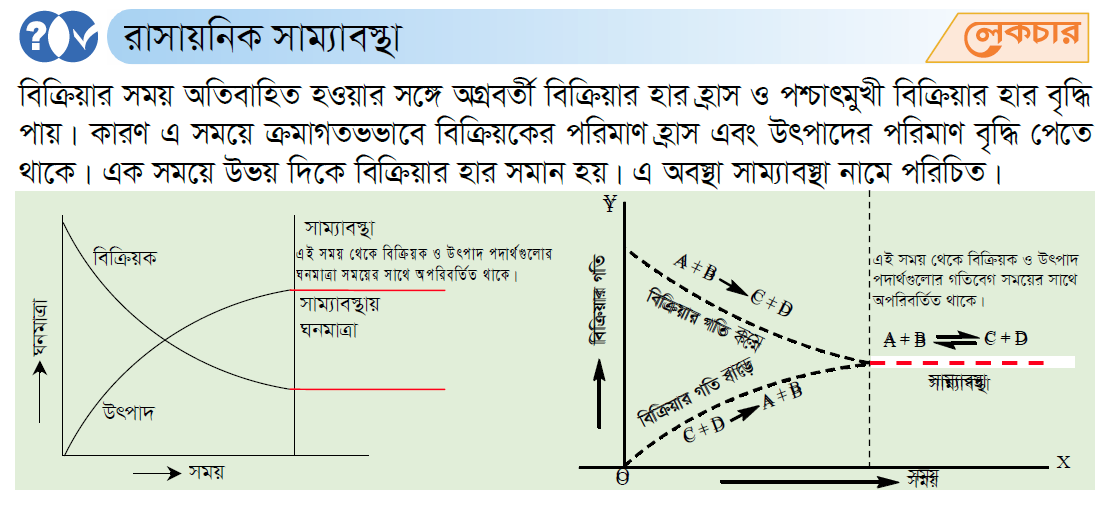 ?
রাসায়নিক সাম্যাবস্থা
লেকচার
বিক্রিয়ার সময় অতিবাহিত হওয়ার সঙ্গে অগ্রবর্তী বিক্রিয়ার হার হ্রাস ও পশ্চাৎমুখী বিক্রিয়ার হার বৃদ্ধি
পায়। কারণ এ সময়ে ক্রমাগতভভাবে বিক্রিয়কের পরিমাণ হ্রাস এবং উৎপাদের পরিমাণ বৃদ্ধি পেতে
থাকে। এক সময়ে উভয় দিকে বিক্রিয়ার হার সমান হয়। এ অবস্থা সাম্যাবস্থা নামে পরিচিত।
বিক্রিয়ক
সাম্যাবস্থা
এই সময় থেকে বিক্রিয়ক ও উৎপাদ পদার্থগুলোর
ঘনমাত্রা সময়ের সাথে অপরিবর্তিত থাকে।
সাম্যাবস্থায়
ঘনমাত্রা
ঘনমাত্রা
উৎপাদ
সময়
Y
বিক্রিয়ার গতি
A + B
C + D
বিক্রিয়ার গতি কমে
বিক্রিয়ার গতি বাড়ে
C + D
A + B
এই সময় থেকে বিক্রিয়ক ও উৎপাদ
পদার্থগুলোর গতিবেগ সময়ের সাথে
অপরিবর্তিত থাকে।
A + B ⇌ C + D
সাম্যাবস্থা
O
X
সময়